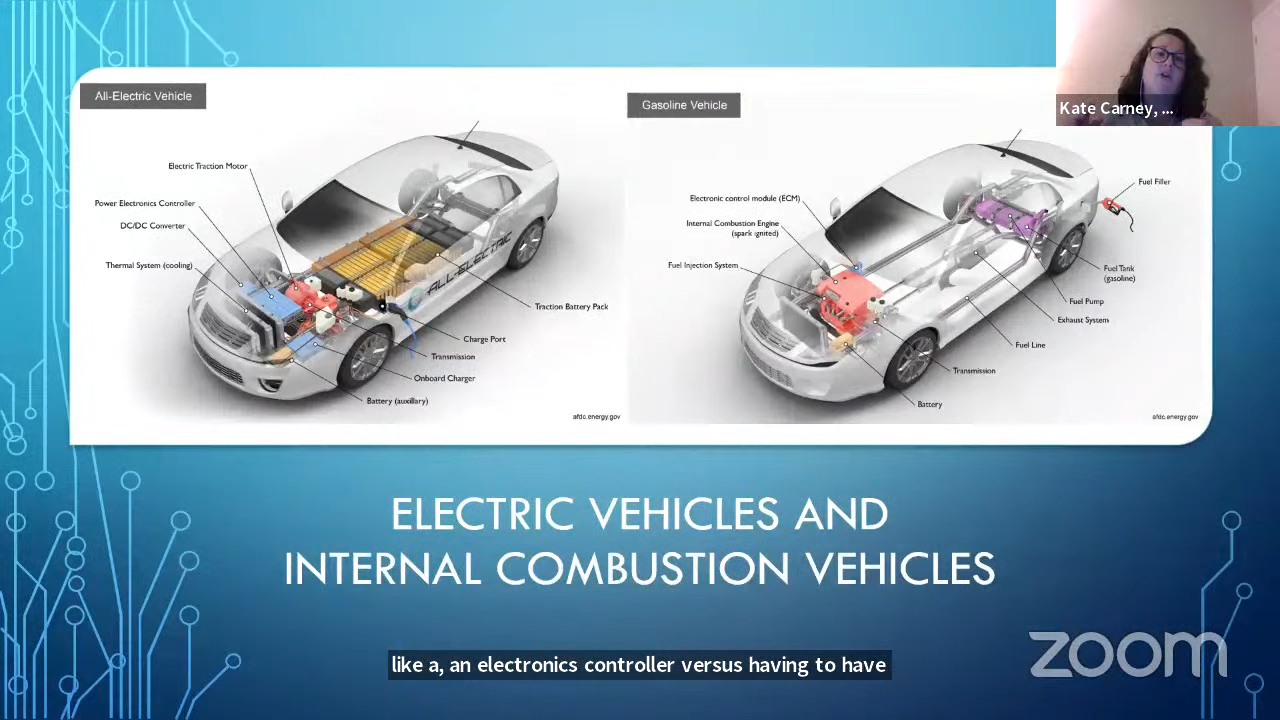 All-Electric Vehicle
Electric Traction Motor
Power Electronics Controller
DC/DC Converter
Thermal System (cooling)
ALL-ELECTRIC
Traction Battery Pack
Charge Port
Transmission
Onboard Charger
Battery (auxillary)
afdc.energy.gov
Gasoline Vehicle
Electronic control module (ECM)
Internal Combustion Engine
(spark ignited)
Fuel Injection System
Fuel Filler
Fuel Tank
(gasoline)
Fuel Pump
Exhaust System
Fuel Line
Transmission
Battery
afdc.energy.gov
Kate Carney, ...
ELECTRIC VEHICLES AND
INTERNAL COMBUSTION VEHICLES
like a, an electronics controller versus having to have
zoom